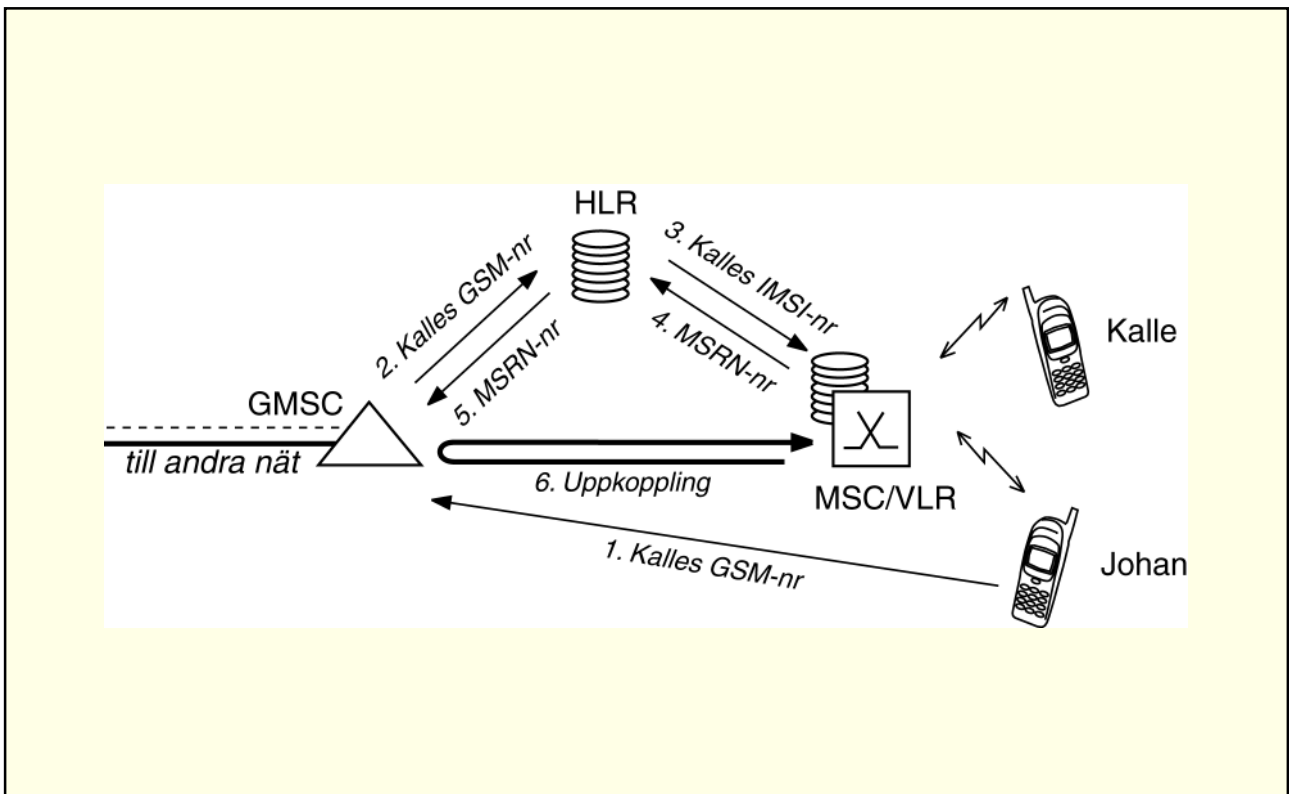 HLR
3. Kalles IMSI-nr
2. Kalles GSM-nr
4. MSRN-nr
5. MSRN-nr
Kalle
GMSC
till andra nät
6. Uppkoppling
MSC/VLR
1. Kalles GSM-nr
Johan